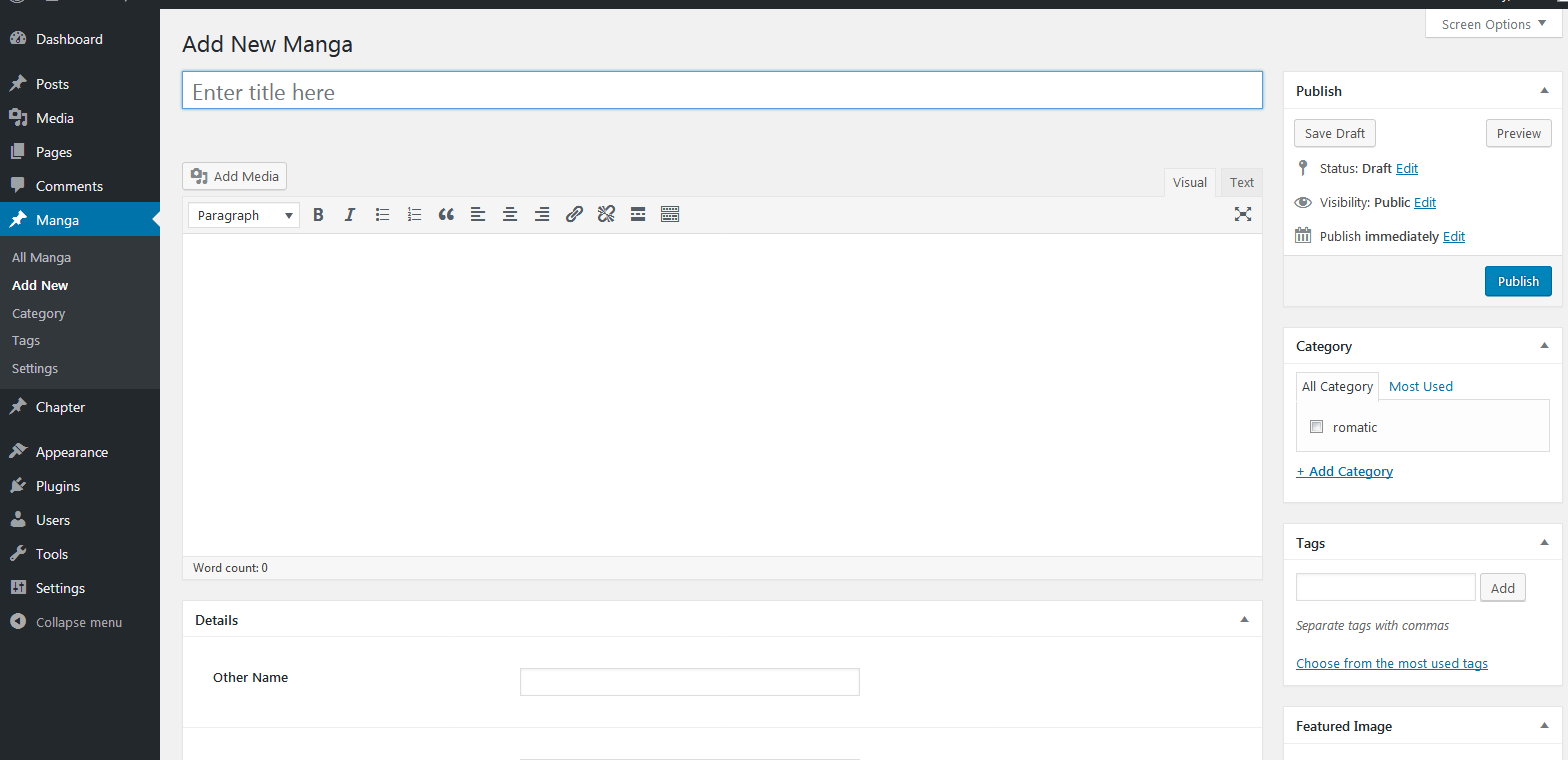 Screen Options
Dashboard
Posts
Media
Pages
Comments
Manga
All Manga
Add New
Category
Tags
Settings
Chapter
Appearance
Plugins
Users
Tools
Settings
Collapse menu
Add New Manga
Enter title here
Add Media
Visual Text
Paragraph
Word count: 0
Details
Other Name
Publish
Save Draft Preview
Status: Draft Edit
Visibility: Public Edit
Publish immediately Edit
Publish
Category
All Category Most Used
romatic
+ Add Category
Tags
Add
Separate tags with commas
Choose from the most used tags
Featured Image